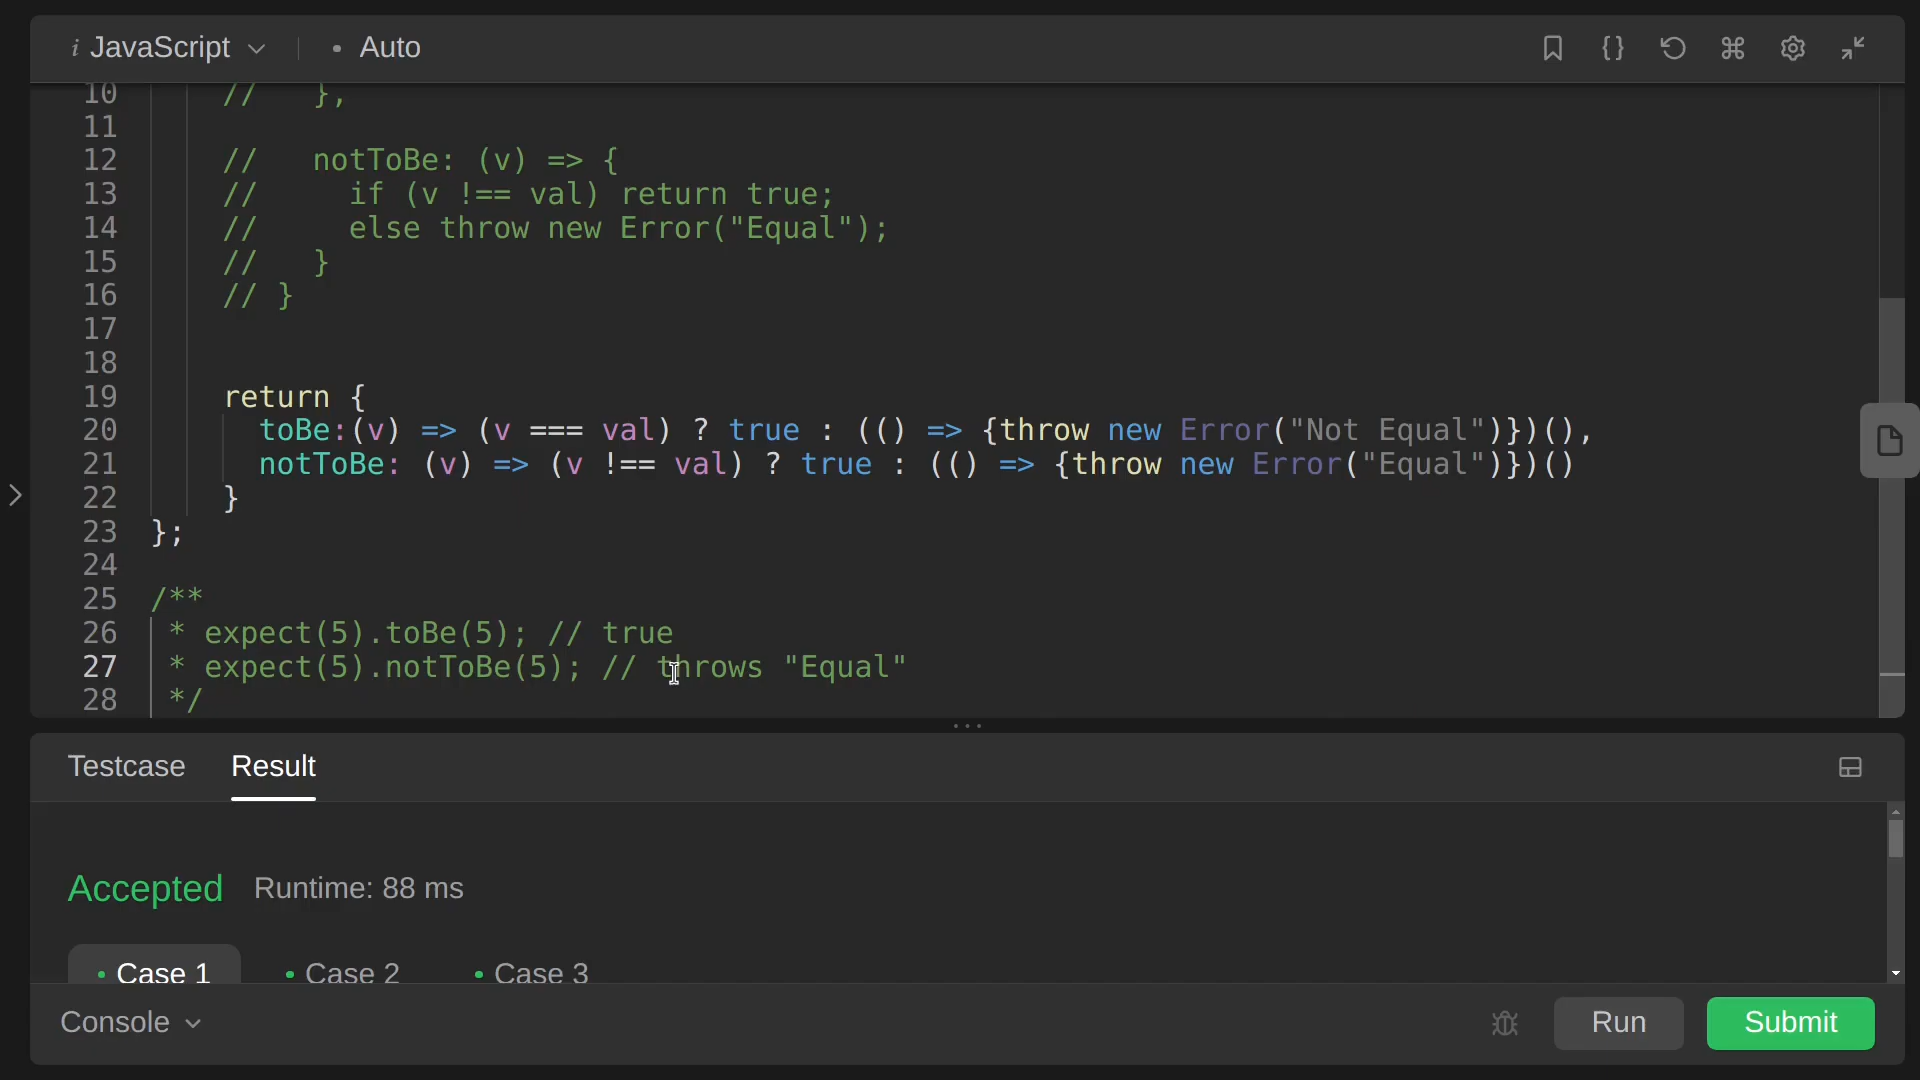 i JavaScript • Auto
10 // },
11
12 // notToBe: (v) => {
13 // if (v !== val) return true;
14 // else throw new Error("Equal");
15 // }
16 // }
17
18
19 return {
20 toBe:(v) => (v === val) ? true : (() => {throw new Error("Not Equal")})(),
21 notToBe: (v) => (v !== val) ? true : (() => {throw new Error("Equal")})()
22 }
23 };
24
25 /**
26 * expect(5).toBe(5); // true
27 * expect(5).notToBe(5); // throws "Equal"
28 */
Testcase Result
Accepted Runtime: 88 ms
• Case 1 • Case 2 • Case 3
Console Run Submit